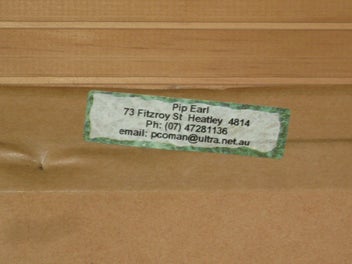 Pip Earl
73 Fitzroy St Heatley 4814
Ph: (07) 47281136
email: pcoman@ultra.net.au